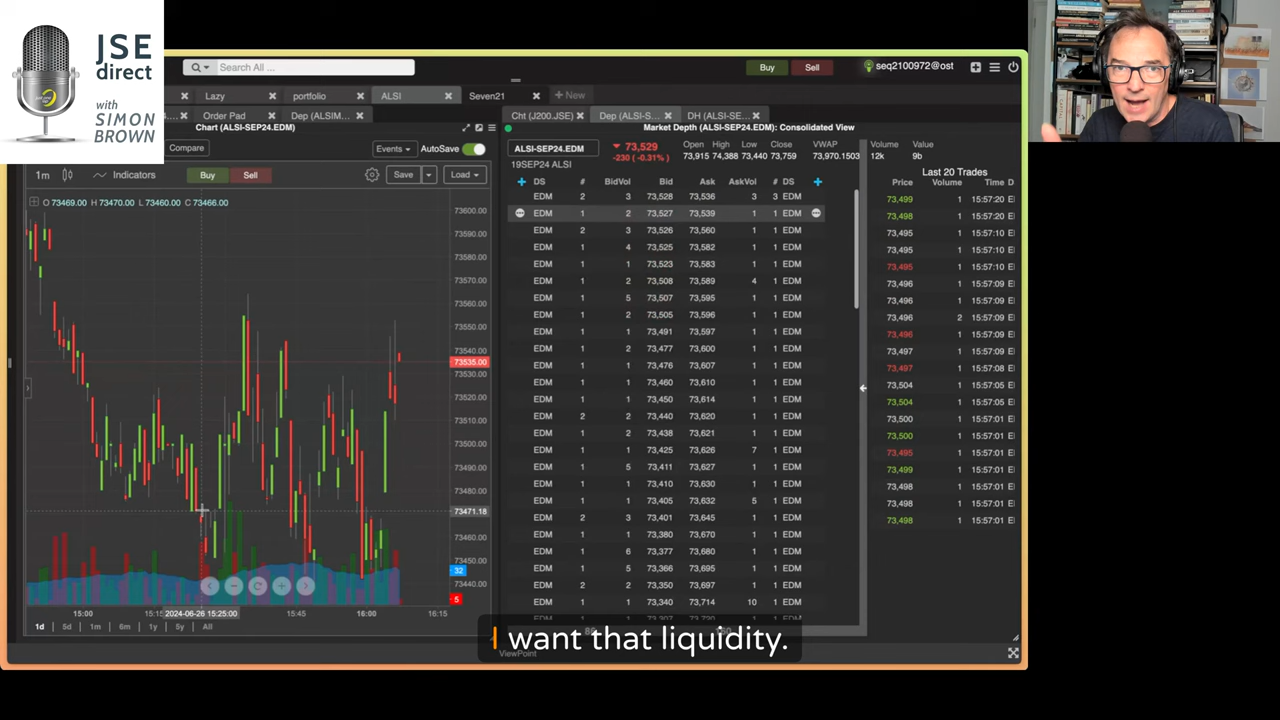 JSE
direct
with
SIMON
BROWN
Search All ...
Buy
Sell
seq2100972@ost
Lazy
portfolio
ALSI
Seven21
+ New
Order Pad
Dep (ALSIM...
Cht (J200.JSE)
Dep (ALSI-S...
DH (ALSI-SE...
Chart (ALSI-SEP24.EDM)
Market Depth (ALSI-SEP24.EDM): Consolidated View
Compare
Events
AutoSave
ALSI-SEP24.EDM
73,529
-230 (-0.31%)
Open High Low Close VWAP Volume Value
73,915 74,388 73,440 73,759 73,970.1503 12k 9b
19SEP24 ALSI
1m
Indicators
Buy
Sell
Save
Load
O 73469.00 H 73470.00 L 73460.00 C 73466.00
DS # BidVol Bid Ask AskVol # DS
EDM 2 3 73,528 73,536 3 3 EDM
EDM 1 2 73,527 73,539 1 1 EDM
EDM 2 3 73,526 73,560 1 1 EDM
EDM 1 4 73,525 73,582 1 1 EDM
EDM 1 1 73,523 73,583 1 1 EDM
EDM 1 2 73,508 73,589 4 1 EDM
EDM 1 5 73,507 73,595 1 1 EDM
EDM 1 2 73,505 73,596 1 1 EDM
EDM 1 1 73,491 73,597 1 1 EDM
EDM 1 2 73,477 73,600 1 1 EDM
EDM 1 1 73,476 73,607 1 1 EDM
EDM 1 1 73,460 73,610 1 1 EDM
EDM 1 1 73,450 73,614 1 1 EDM
EDM 2 2 73,440 73,620 1 1 EDM
EDM 1 2 73,438 73,621 1 1 EDM
EDM 1 1 73,425 73,626 7 1 EDM
EDM 1 5 73,411 73,627 1 1 EDM
EDM 1 1 73,410 73,630 1 1 EDM
EDM 1 1 73,405 73,632 5 1 EDM
EDM 2 3 73,401 73,645 1 1 EDM
EDM 1 1 73,380 73,670 1 1 EDM
EDM 1 6 73,377 73,680 1 1 EDM
EDM 1 5 73,366 73,695 1 1 EDM
EDM 2 2 73,350 73,697 1 1 EDM
EDM 1 1 73,340 73,714 10 1 EDM
Last 20 Trades
Price Volume Time D
73,499 1 15:57:20
73,498 1 15:57:20
73,495 1 15:57:10
73,495 1 15:57:10
73,495 1 15:57:10
73,496 1 15:57:09
73,496 1 15:57:09
73,496 2 15:57:09
73,496 1 15:57:09
73,497 1 15:57:09
73,497 1 15:57:08
73,504 1 15:57:05
73,504 1 15:57:05
73,500 1 15:57:01
73,500 1 15:57:01
73,495 1 15:57:01
73,499 1 15:57:01
73,498 1 15:57:01
73,498 1 15:57:01
73,498 1 15:57:01
73600.00
73590.00
73580.00
73570.00
73560.00
73550.00
73540.00
73535.00
73530.00
73520.00
73510.00
73500.00
73490.00
73480.00
73471.18
73460.00
73450.00
32
73440.00
5
15:00
2024-06-26 15:25:00
15:45
16:00
16:15
1d 5d 1m 6m 1y 5y All
ViewPoint
I want that liquidity.